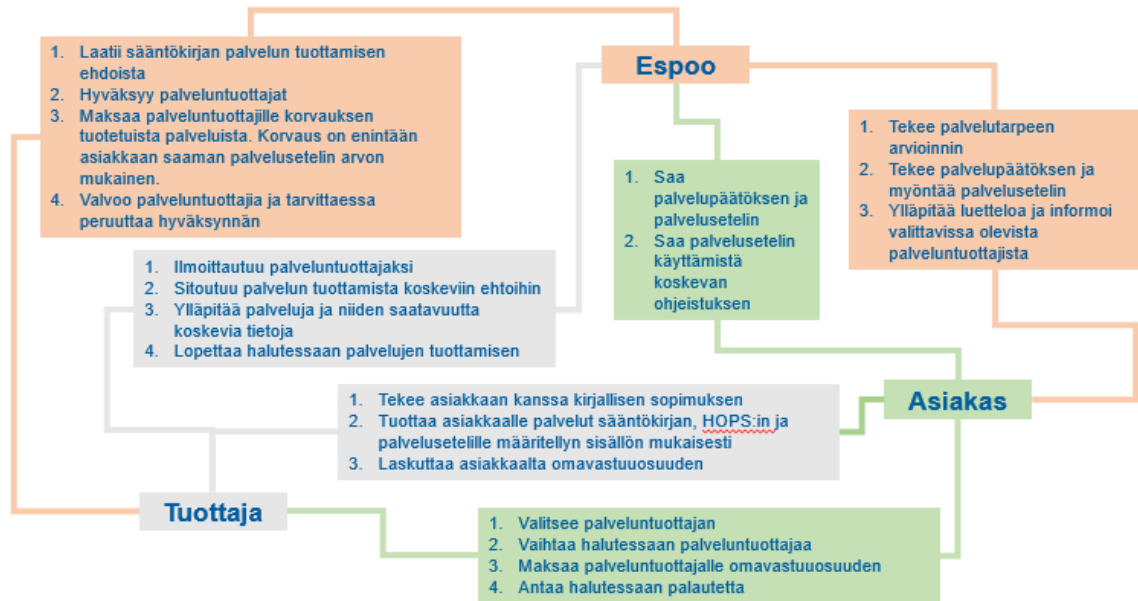 1. Laatii sääntökirjan palvelun tuottamisen
ehdoista
2. Hyväksyy palveluntuottajat
3. Maksaa palveluntuottajille korvauksen
tuotetuista palveluista. Korvaus on enintään
asiakkaan saaman palvelusetelin arvon
mukainen.
4. Valvoo palveluntuottajia ja tarvittaessa
peruuttaa hyväksynnän
Espoo
1. Tekee palvelutarpeen
arvioinnin
2. Tekee palvelupäätöksen ja
myöntää palvelusetelin
3. Ylläpitää luetteloa ja informoi
valittavissa olevista
palveluntuottajista
1. Saa
palvelupäätöksen ja
palvelusetelin
2. Saa palvelusetelin
käyttämistä
koskevan
ohjeistuksen
1. Ilmoittautuu palveluntuottajaksi
2. Sitoutuu palvelun tuottamista koskeviin ehtoihin
3. Ylläpitää palveluja ja niiden saatavuutta
koskevia tietoja
4. Lopettaa halutessaan palvelujen tuottamisen
1. Tekee asiakkaan kanssa kirjallisen sopimuksen
2. Tuottaa asiakkaalle palvelut sääntökirjan, HOPS:in ja
palvelusetelille määritellyn sisällön mukaisesti
3. Laskuttaa asiakkaalta omavastuuosuuden
Asiakas
Tuottaja
1. Valitsee palveluntuottajan
2. Vaihtaa halutessaan palveluntuottajaa
3. Maksaa palveluntuottajalle omavastuuosuuden
4. Antaa halutessaan palautetta